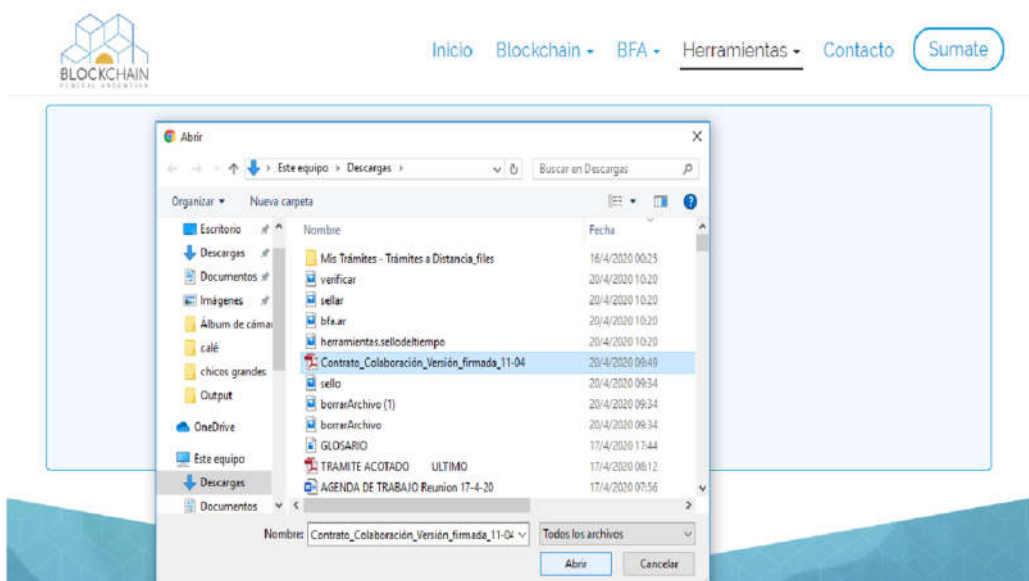 BLOCKCHAIN
FEDERAL ARGENTINA
Inicio Blockchain BFA Herramientas Contacto Sumate
Abrir X
Este equipo > Descargas > Buscar en Descargas
Organizar Nueva carpeta
Escritorio
Descargas
Documentos
Imágenes
Álbum de cámar
calé
chicos grandes
Output
OneDrive
Este equipo
Descargas
Documentos
Nombre Fecha
Mis Trámites - Trámites a Distancia_files 16/4/2020 00:25
verificar 20/4/2020 10:20
sellar 20/4/2020 10:20
bfa.ar 20/4/2020 10:20
herramientas.sellodeltiempo 20/4/2020 10:20
Contrato_Colaboración_Versión_firmada_11-04 20/4/2020 09:49
sello 20/4/2020 09:34
borrarArchivo (1) 20/4/2020 09:34
borrarArchivo 20/4/2020 09:34
GLOSARIO 17/4/2020 17:44
TRAMITE ACOTADO ULTIMO 17/4/2020 08:12
AGENDA DE TRABAJO Reunion 17-4-20 17/4/2020 07:56
Nombre: Contrato_Colaboración_Versión_firmada_11-04 Todos los archivos
Abrir Cancelar